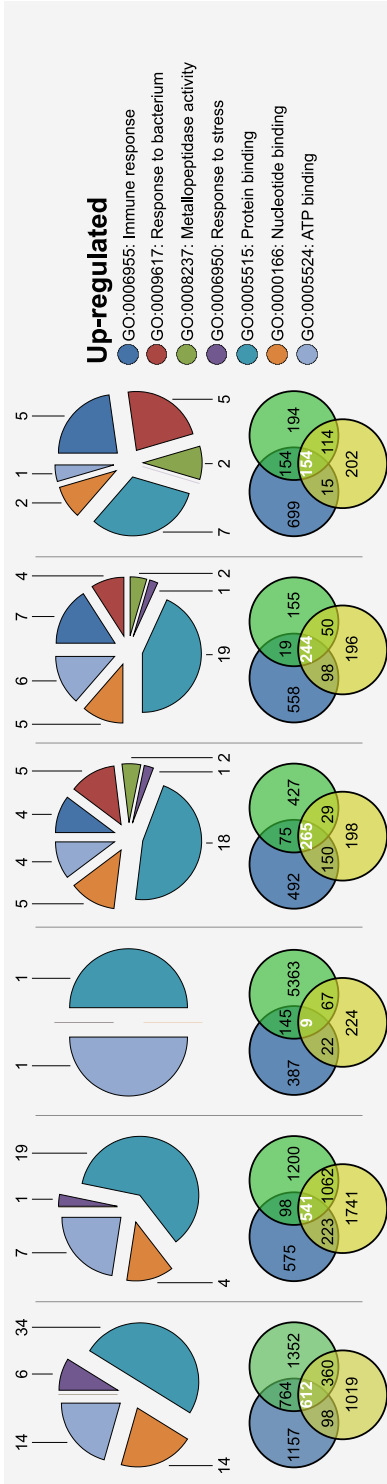 14 6 34
14
7 1 19
4
1 1
5 4 4 5
18 1 2
5 6 7 4
19 1 2
2 1 5
7 2 5
Up-regulated
GO:0006955: Immune response
GO:0009617: Response to bacterium
GO:0008237: Metallopeptidase activity
GO:0006950: Response to stress
GO:0005515: Protein binding
GO:0000166: Nucleotide binding
GO:0005524: ATP binding
1157 764 1352
612
98 360
1019
575 98 1200
541
223 1062
1741
387 145 5363
9
22 67
224
492 75 427
265
150 29
198
558 19 155
244
98 50
196
699 154 194
154
15 114
202